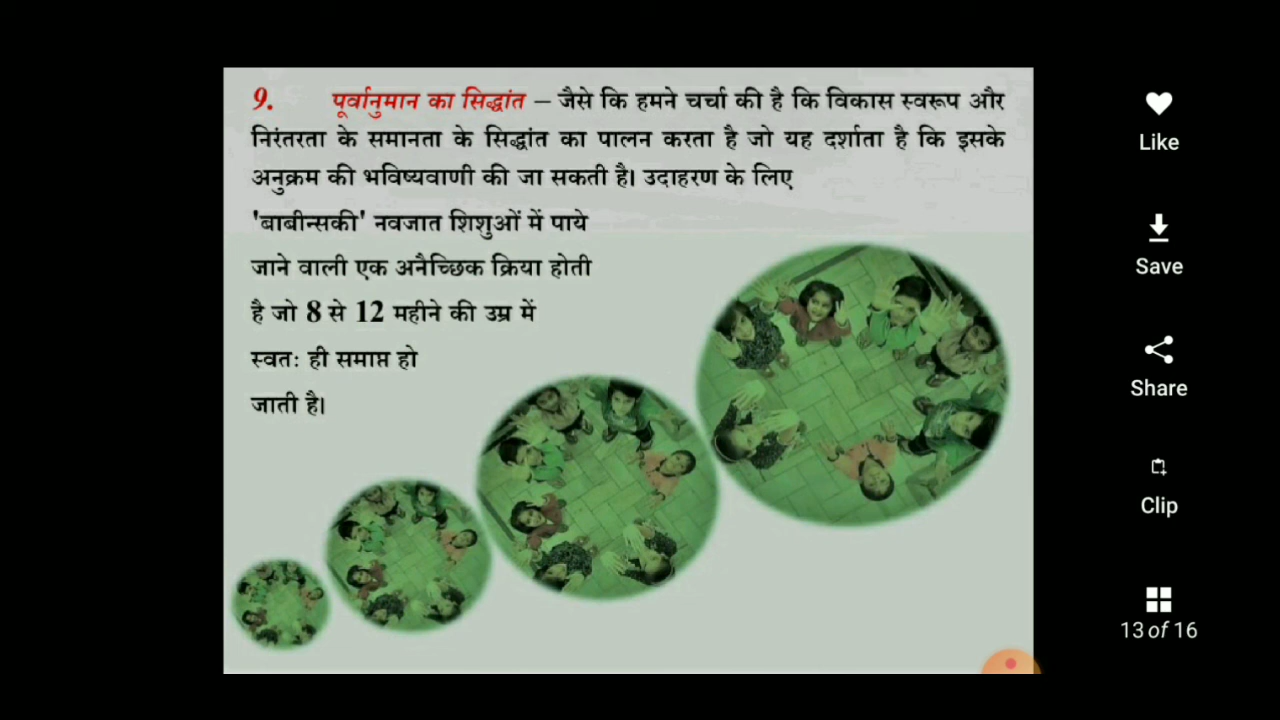 9. पूर्वानुमान का सिद्धांत – जैसे कि हमने चर्चा की है कि विकास स्वरूप और
निरंतरता के समानता के सिद्धांत का पालन करता है जो यह दर्शाता है कि इसके
अनुक्रम की भविष्यवाणी की जा सकती है। उदाहरण के लिए
'बाबीन्सकी' नवजात शिशुओं में पाये
जाने वाली एक अनैच्छिक क्रिया होती
है जो 8 से 12 महीने की उम्र में
स्वतः ही समाप्त हो
जाती है।
Like
Save
Share
Clip
13 of 16